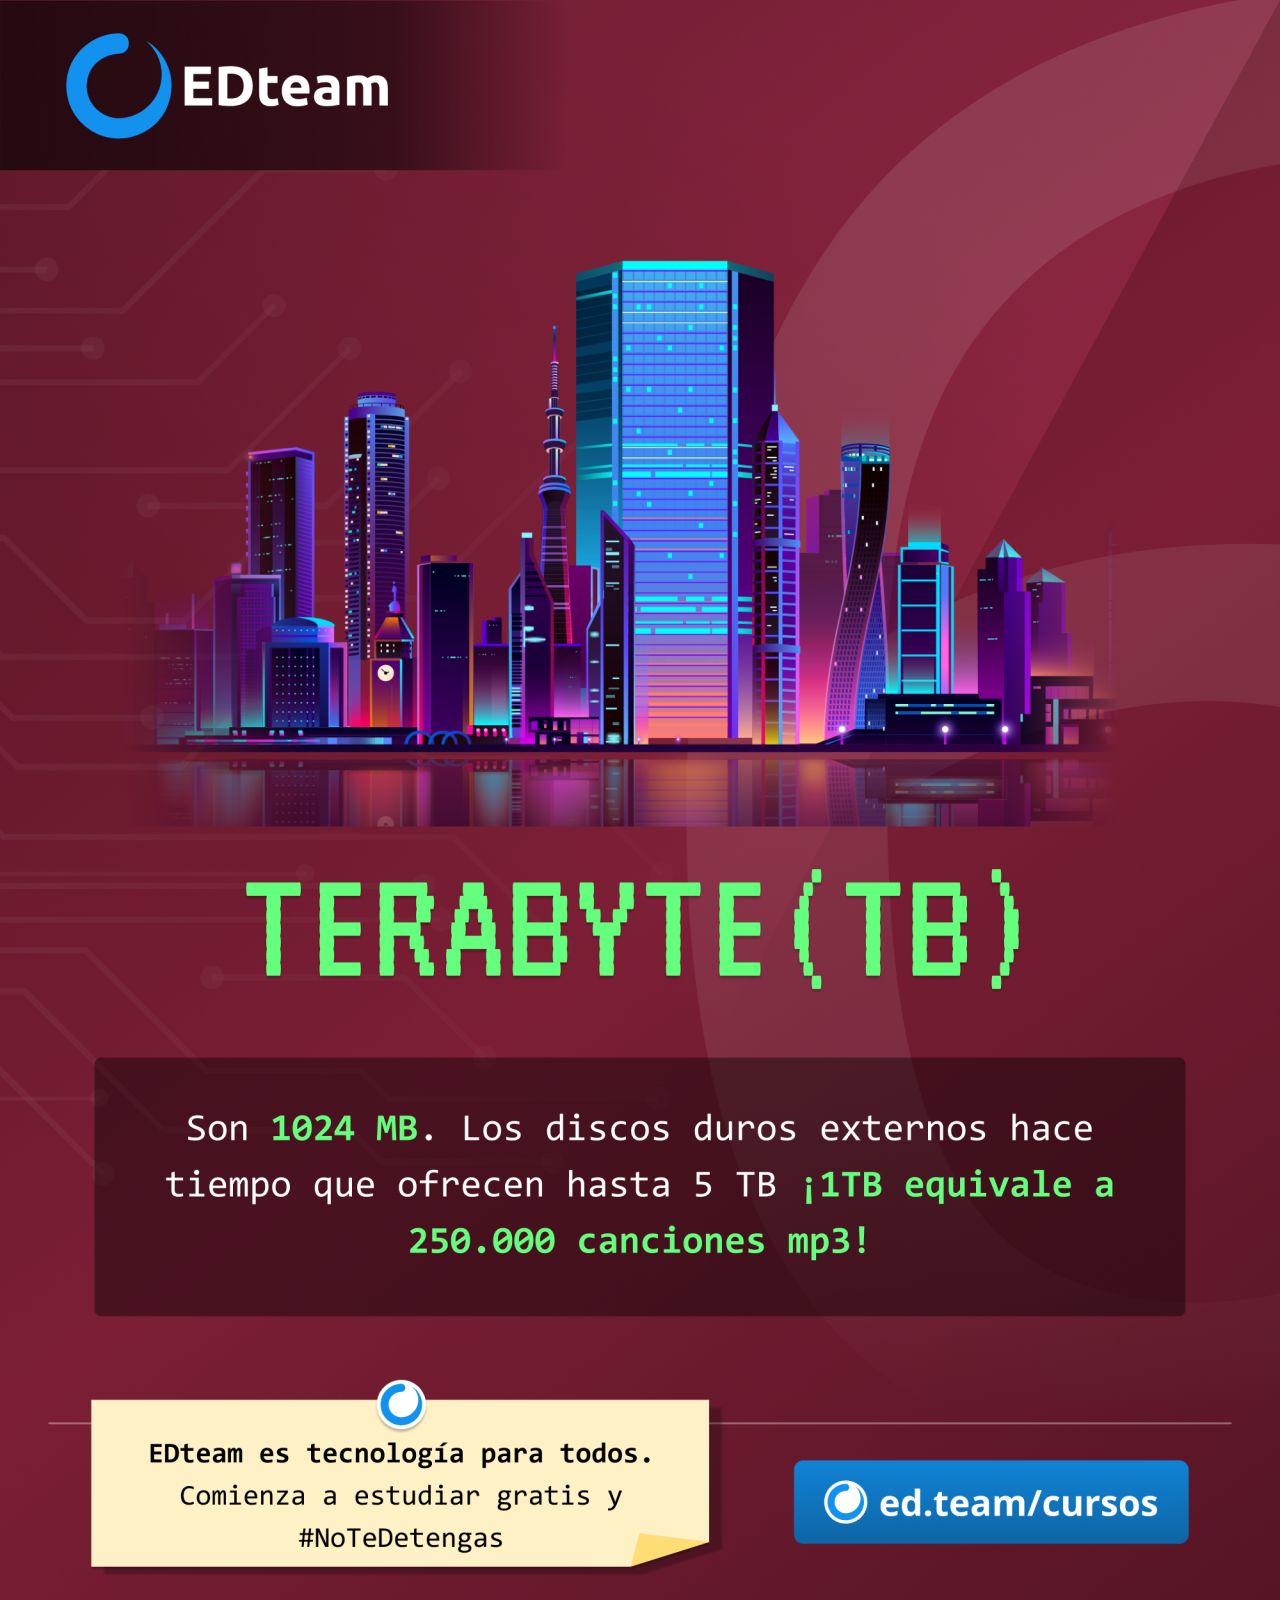 EDteam
TERABYTE(TB)
Son 1024 MB. Los discos duros externos hace
tiempo que ofrecen hasta 5 TB ¡1TB equivale a
250.000 canciones mp3!
EDteam es tecnología para todos.
Comienza a estudiar gratis y
#NoTeDetengas
ed.team/cursos